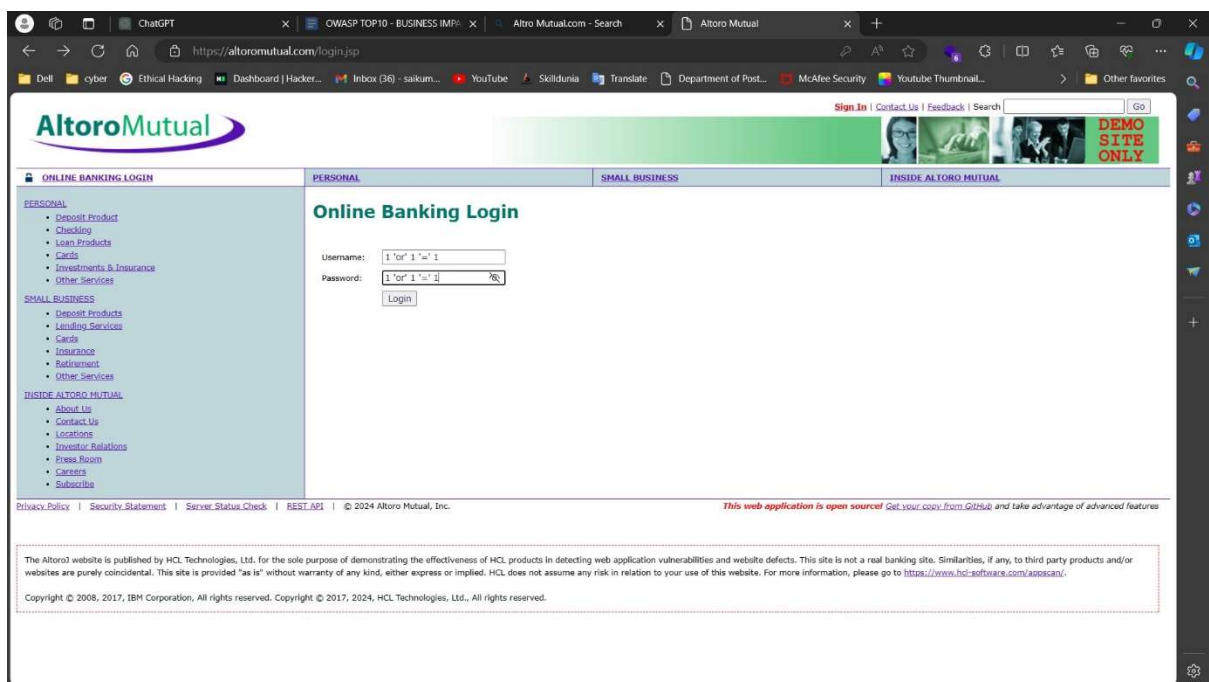 ChatGPT
OWASP TOP10 - BUSINESS IMPA
Altro Mutual.com - Search
Altoro Mutual
https://altoromutual.com/login.jsp
Dell
cyber
Ethical Hacking
Dashboard | Hacker...
Inbox (36) - saikum...
YouTube
Skilldunia
Translate
Department of Post...
McAfee Security
Youtube Thumbnail...
Other favorites
Sign In | Contact Us | Feedback | Search
Go
AltoroMutual
DEMO
SITE
ONLY
ONLINE BANKING LOGIN
PERSONAL
SMALL BUSINESS
INSIDE ALTORO MUTUAL
PERSONAL
• Deposit Product
• Checking
• Loan Products
• Cards
• Investments & Insurance
• Other Services
SMALL BUSINESS
• Deposit Products
• Lending Services
• Cards
• Insurance
• Retirement
• Other Services
INSIDE ALTORO MUTUAL
• About Us
• Contact Us
• Locations
• Investor Relations
• Press Room
• Careers
• Subscribe
Online Banking Login
Username: 1 'or' 1 '=' 1
Password: 1 'or' 1 '=' 1
Login
Privacy Policy | Security Statement | Server Status Check | REST API | © 2024 Altoro Mutual, Inc.
This web application is open source! Get your copy from GitHub and take advantage of advanced features
The AltoroJ website is published by HCL Technologies, Ltd. for the sole purpose of demonstrating the effectiveness of HCL products in detecting web application vulnerabilities and website defects. This site is not a real banking site. Similarities, if any, to third party products and/or
websites are purely coincidental. This site is provided "as is" without warranty of any kind, either express or implied. HCL does not assume any risk in relation to your use of this website. For more information, please go to https://www.hcl-software.com/appscan/.
Copyright © 2008, 2017, IBM Corporation, All rights reserved. Copyright © 2017, 2024, HCL Technologies, Ltd., All rights reserved.